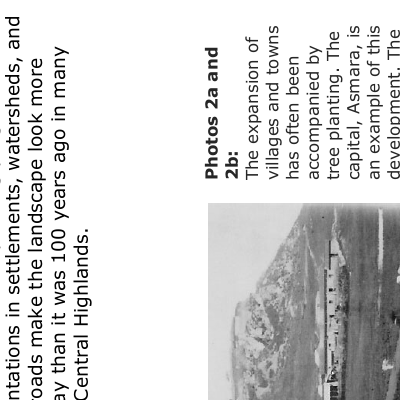 ntations in settlements, watersheds, and
roads make the landscape look more
ay than it was 100 years ago in many
Central Highlands.
Photos 2a and
2b:
The expansion of
villages and towns
has often been
accompanied by
tree planting. The
capital, Asmara, is
an example of this
development. The